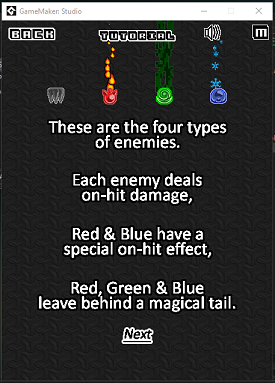 GameMaker: Studio
BACK
TUTORIAL
M
These are the four types
of enemies.
Each enemy deals
on-hit damage,
Red & Blue have a
special on-hit effect,
Red, Green & Blue
leave behind a magical tail.
Next